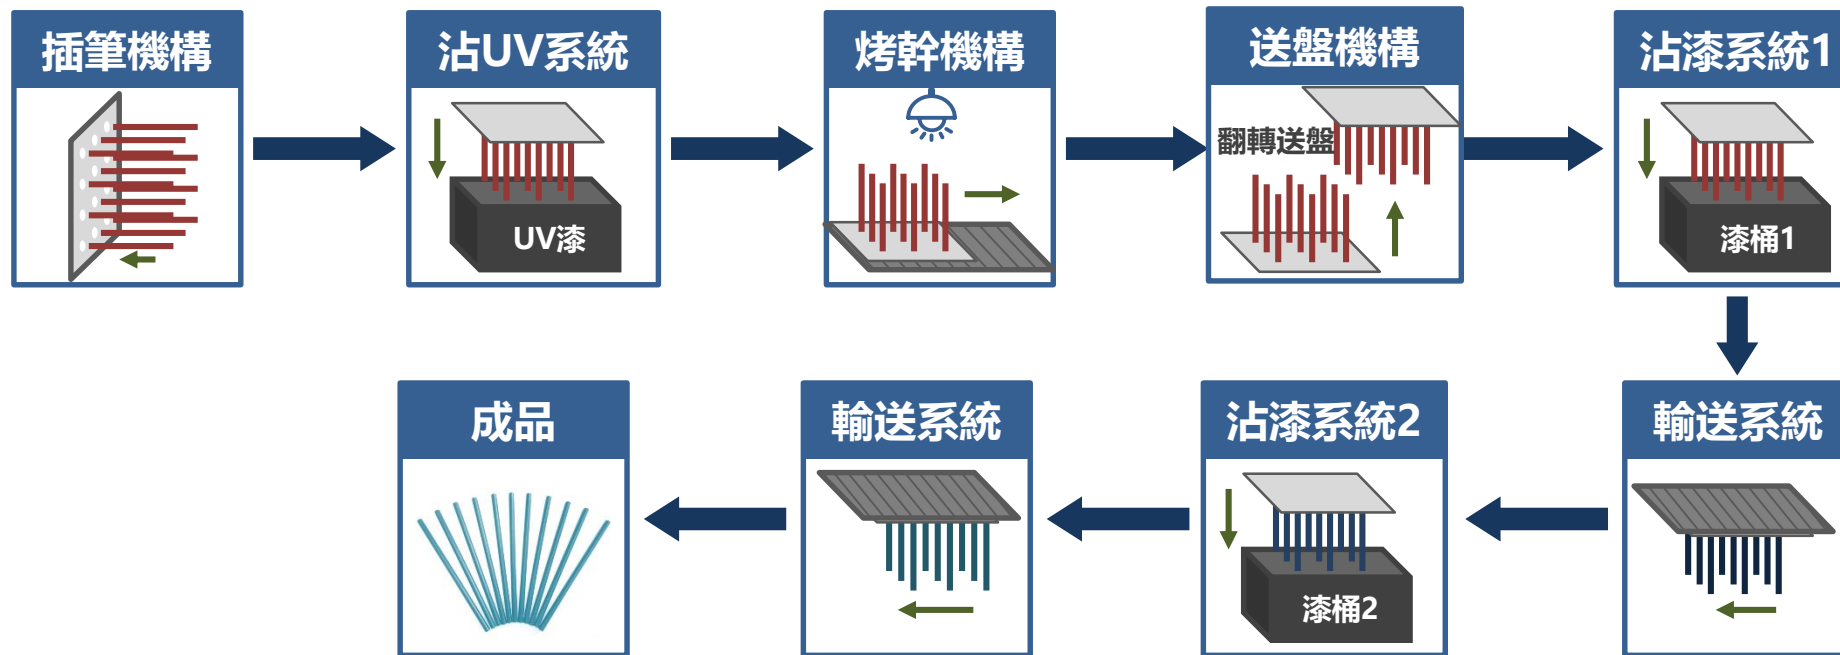 插筆機構
沾UV系統
UV漆
烤幹機構
送盤機構
翻轉送盤
沾漆系統1
漆桶1
輸送系統
沾漆系統2
漆桶2
輸送系統
成品